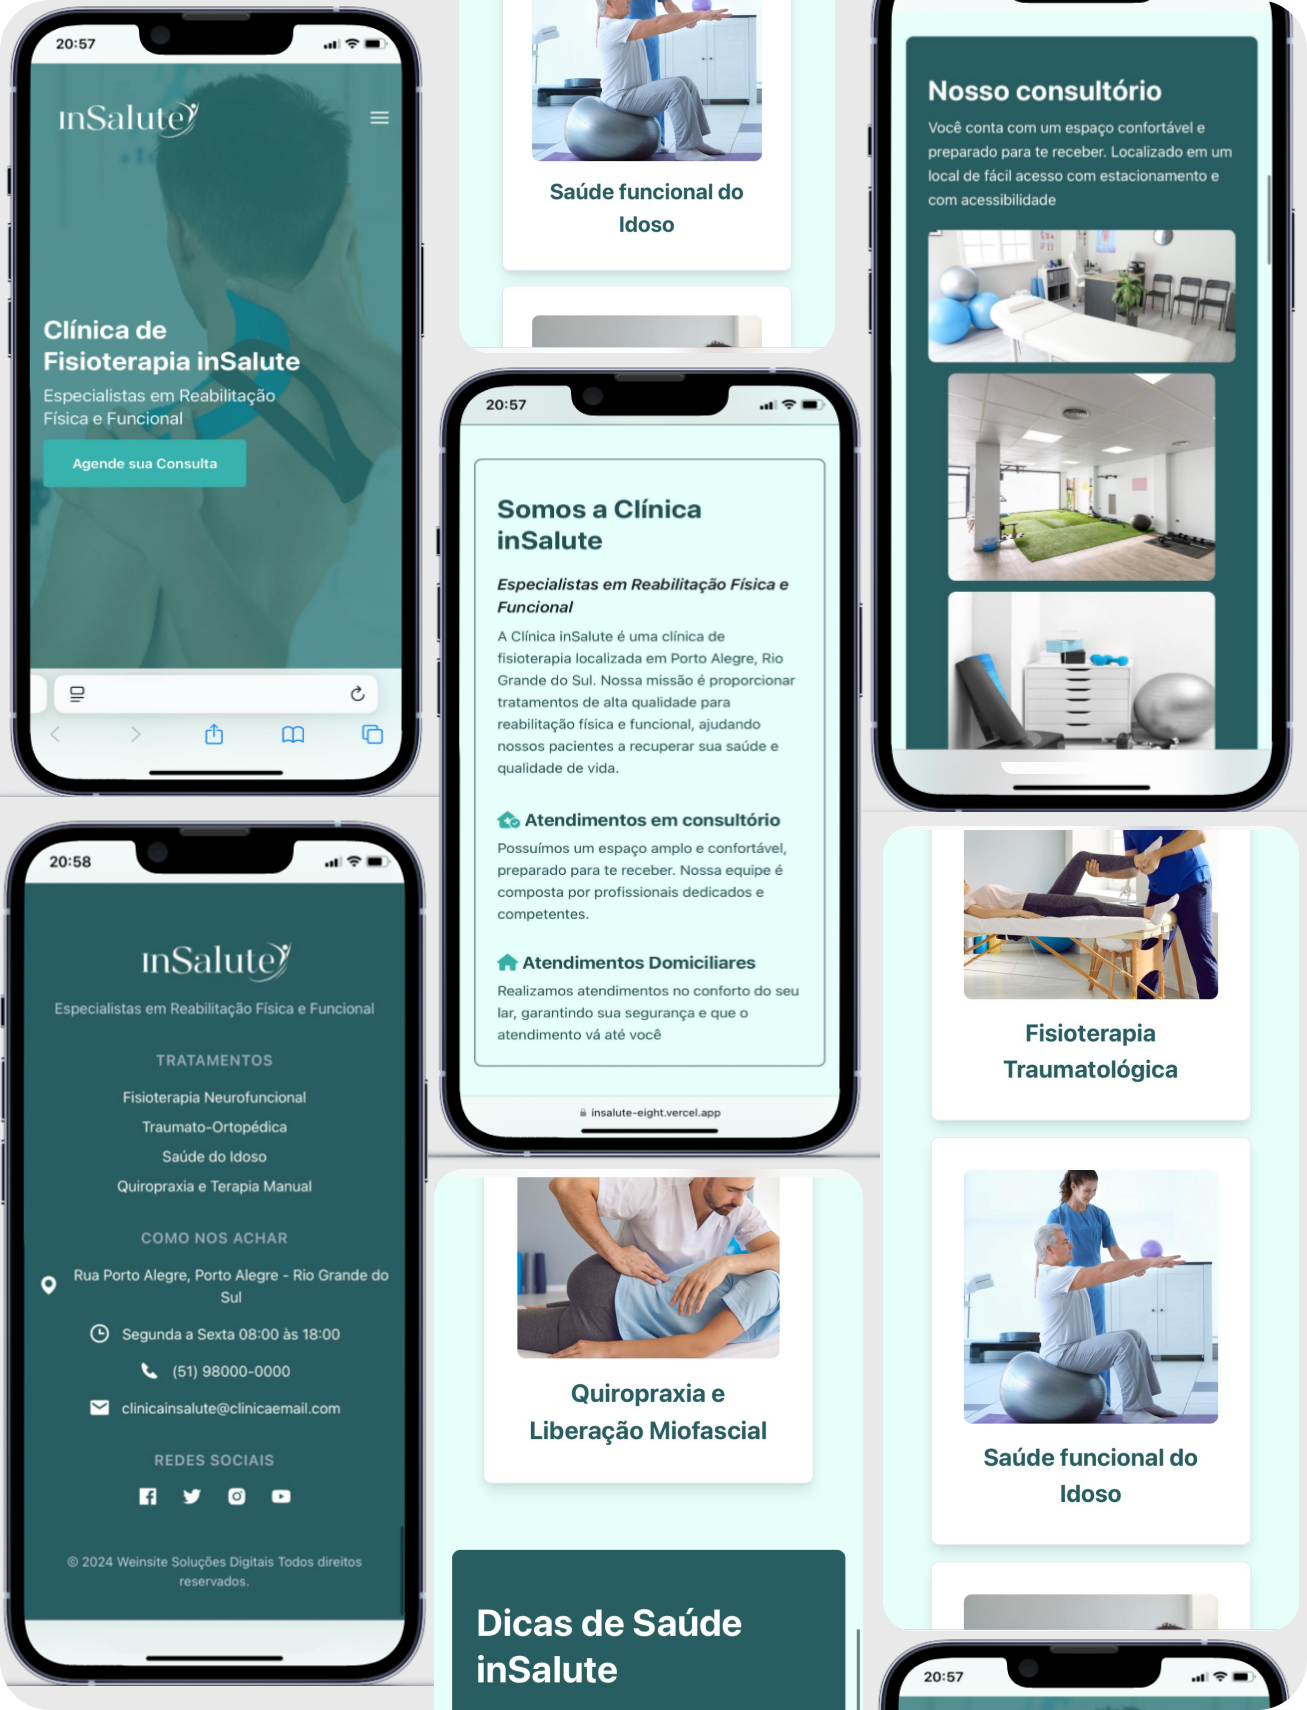 20:57
inSalute
Clínica de
Fisioterapia inSalute
Especialistas em Reabilitação
Física e Funcional
Agende sua Consulta
20:58
inSalute
Especialistas em Reabilitação Física e Funcional
TRATAMENTOS
Fisioterapia Neurofuncional
Traumato-Ortopédica
Saúde do Idoso
Quiropraxia e Terapia Manual
COMO NOS ACHAR
Rua Porto Alegre, Porto Alegre - Rio Grande do
Sul
Segunda a Sexta 08:00 às 18:00
(51) 98000-0000
clinicainsalute@clinicaemail.com
REDES SOCIAIS
© 2024 Weinsite Soluções Digitais Todos direitos
reservados.
Saúde funcional do
Idoso
20:57
Somos a Clínica
inSalute
Especialistas em Reabilitação Física e
Funcional
A Clínica inSalute é uma clínica de
fisioterapia localizada em Porto Alegre, Rio
Grande do Sul. Nossa missão é proporcionar
tratamentos de alta qualidade para
reabilitação física e funcional, ajudando
nossos pacientes a recuperar sua saúde e
qualidade de vida.
Atendimentos em consultório
Possuímos um espaço amplo e confortável,
preparado para te receber. Nossa equipe é
composta por profissionais dedicados e
competentes.
Atendimentos Domiciliares
Realizamos atendimentos no conforto do seu
lar, garantindo sua segurança e que o
atendimento vá até você
insalute-eight.vercel.app
Quiropraxia e
Liberação Miofascial
Dicas de Saúde
inSalute
Nosso consultório
Você conta com um espaço confortável e
preparado para te receber. Localizado em um
local de fácil acesso com estacionamento e
com acessibilidade
Fisioterapia
Traumatológica
Saúde funcional do
Idoso
20:57